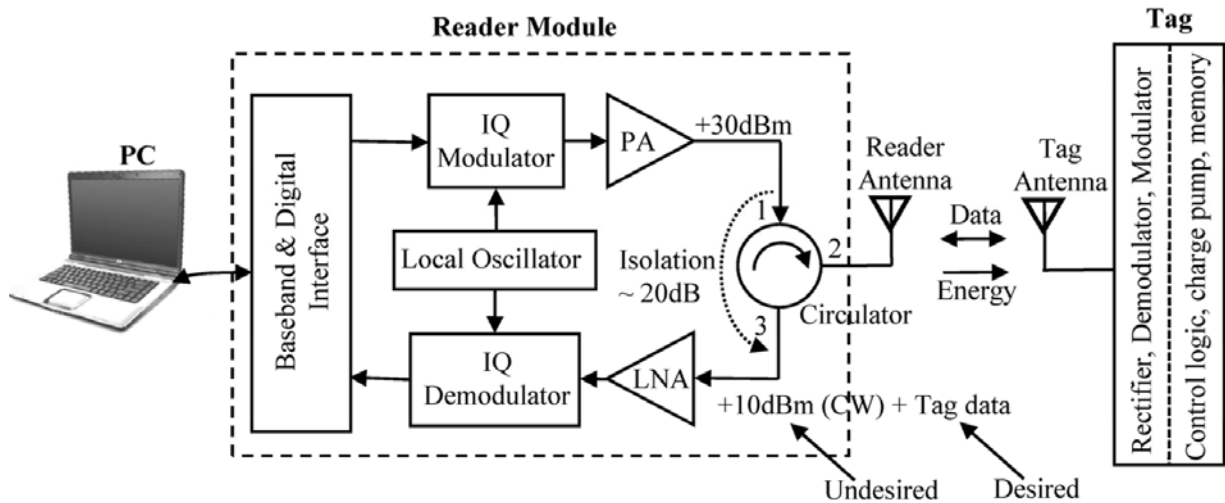 Reader Module
Tag
PC
Baseband & Digital
Interface
IQ
Modulator
PA
+30dBm
Local Oscillator
IQ
Demodulator
LNA
Isolation
~ 20dB
1
2
3
Circulator
+10dBm (CW) + Tag data
Undesired
Desired
Reader
Antenna
Data
Energy
Tag
Antenna
Rectifier, Demodulator, Modulator
Control logic, charge pump, memory